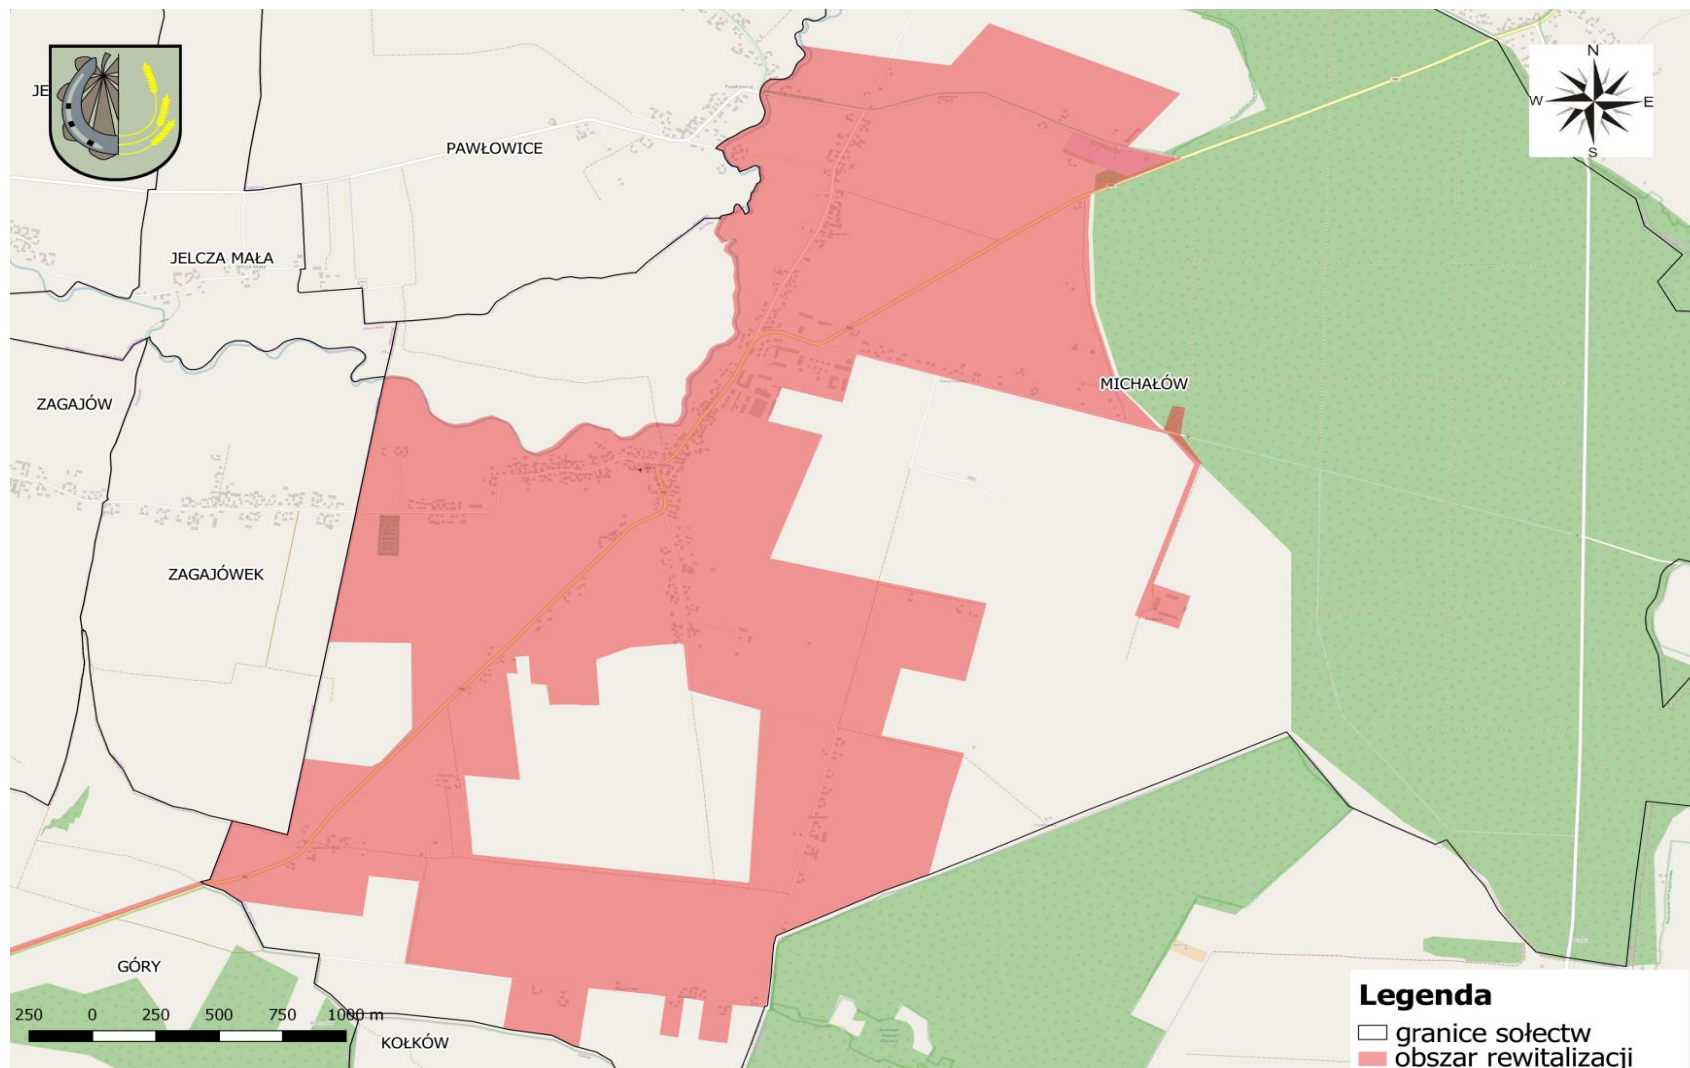 N
W E
S
JE
PAWŁOWICE
JELCZA MAŁA
MICHAŁÓW
ZAGAJÓW
ZAGAJÓWEK
GÓRY
250 0 250 500 750 1000 m
KOŁKÓW
Legenda
granice sołectw
obszar rewitalizacji